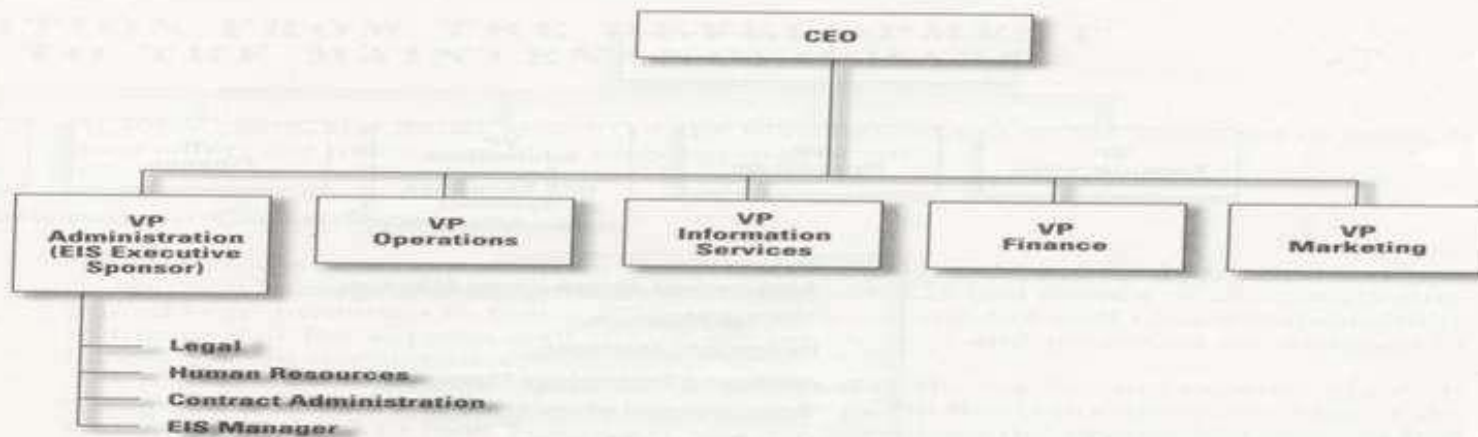 CEO
VP
Administration
(EIS Executive
Sponsor)
VP
Operations
VP
Information
Services
VP
Finance
VP
Marketing
Legal
Human Resources
Contract Administration
EIS Manager